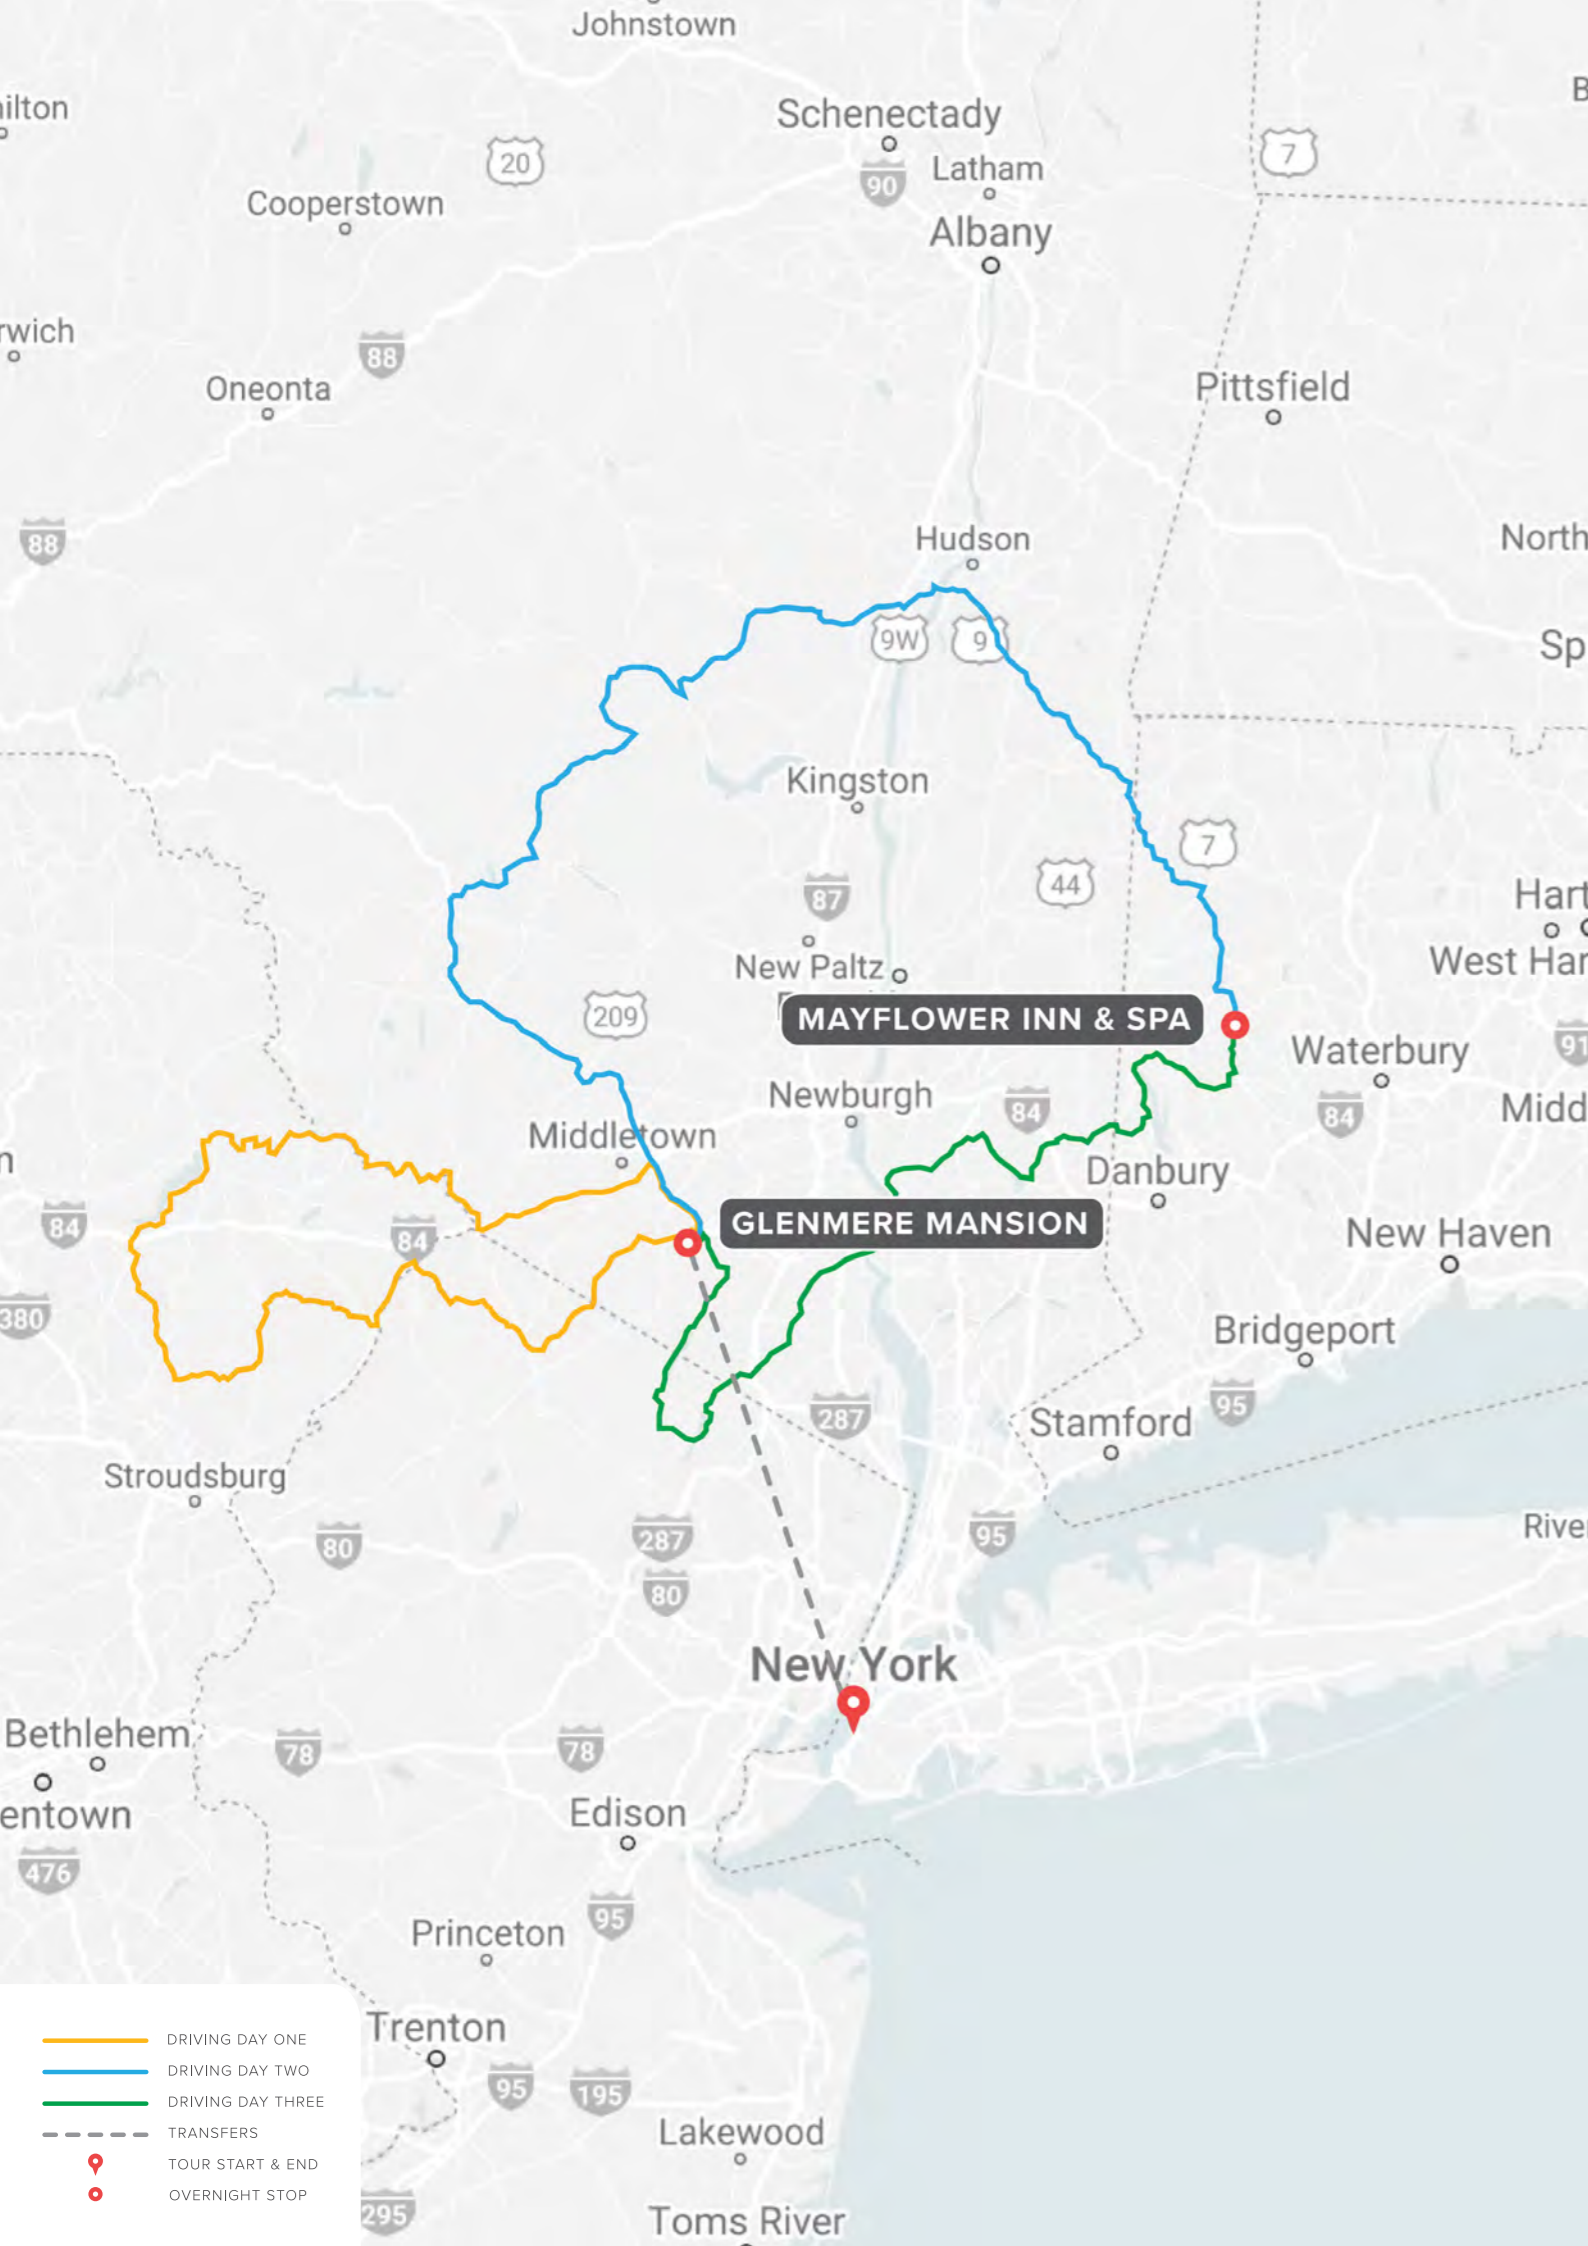 Johnstown
ilton
Schenectady
20
7
Latham
90
Cooperstown
Albany
rwich
88
Oneonta
Pittsfield
88
Hudson
North
9W
9
Sp
Kingston
7
44
87
Hart
New Paltz
West Har
209
MAYFLOWER INN & SPA
Waterbury
91
Newburgh
84
84
Midd
Middletown
n
Danbury
84
84
GLENMERE MANSION
New Haven
380
Bridgeport
95
287
Stamford
Stroudsburg
287
95
River
80
80
New York
Bethlehem
78
78
entown
Edison
476
95
Princeton
Trenton
95
195
Lakewood
295
Toms River
DRIVING DAY ONE
DRIVING DAY TWO
DRIVING DAY THREE
TRANSFERS
TOUR START & END
OVERNIGHT STOP